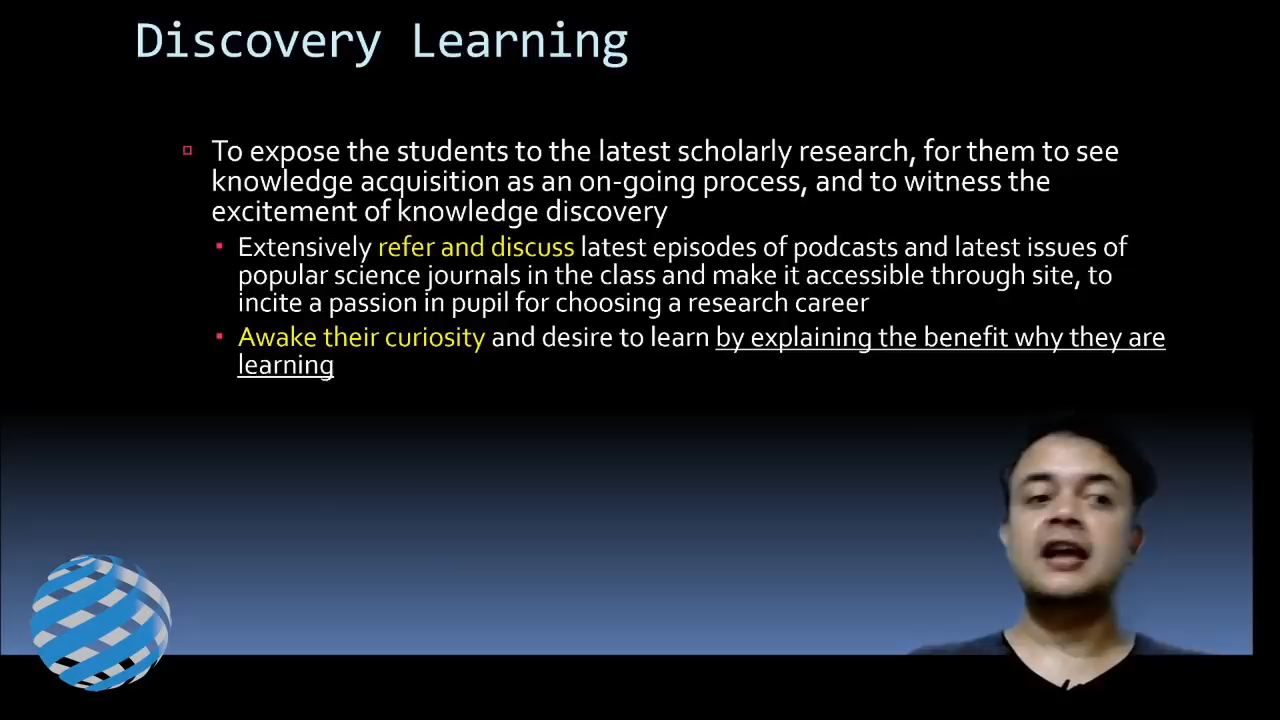 Discovery Learning
To expose the students to the latest scholarly research, for them to see
knowledge acquisition as an on-going process, and to witness the
excitement of knowledge discovery
Extensively refer and discuss latest episodes of podcasts and latest issues of
popular science journals in the class and make it accessible through site, to
incite a passion in pupil for choosing a research career
Awake their curiosity and desire to learn by explaining the benefit why they are
learning